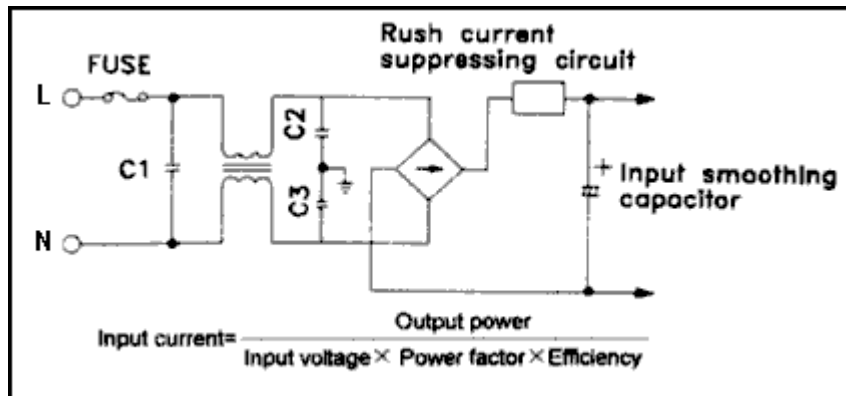 Rush current
suppressing circuit
FUSE
L
C1
C2
C3
N
+ Input smoothing
capacitor
Input current=
Output power
Input voltage × Power factor × Efficiency